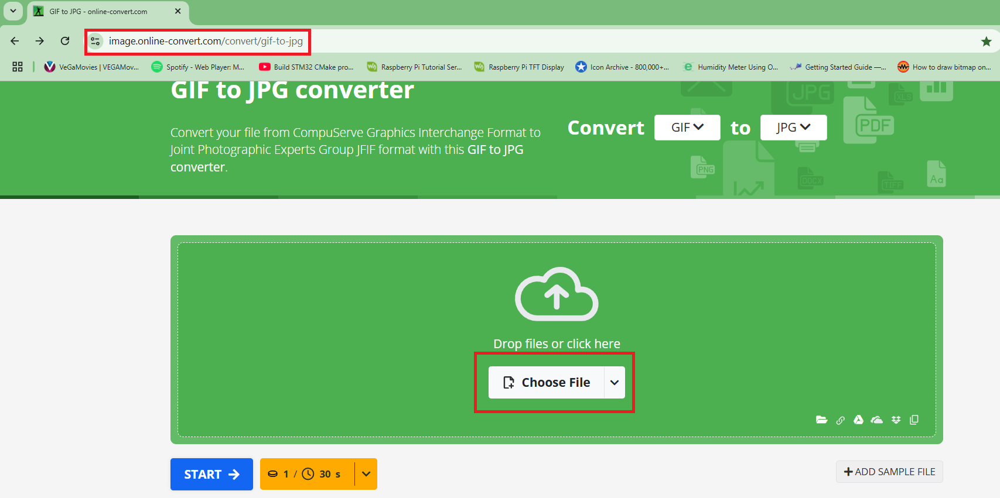 GIF to JPG - online-convert.com
image.online-convert.com/convert/gif-to-jpg
VeGaMovies | VEGAMov...
Spotify - Web Player: M...
Build STM32 CMake pro...
Raspberry Pi Tutorial Ser...
Raspberry Pi TFT Display
Icon Archive - 800,000+...
Humidity Meter Using O...
Getting Started Guide —...
How to draw bitmap on...
GIF to JPG converter
Convert your file from CompuServe Graphics Interchange Format to
Joint Photographic Experts Group JFIF format with this GIF to JPG
converter.
Convert GIF to JPG
JPG
XLS
PDF
PNG
DOCX
TIFF
Aa
Drop files or click here
Choose File
START
1 / 30 s
ADD SAMPLE FILE